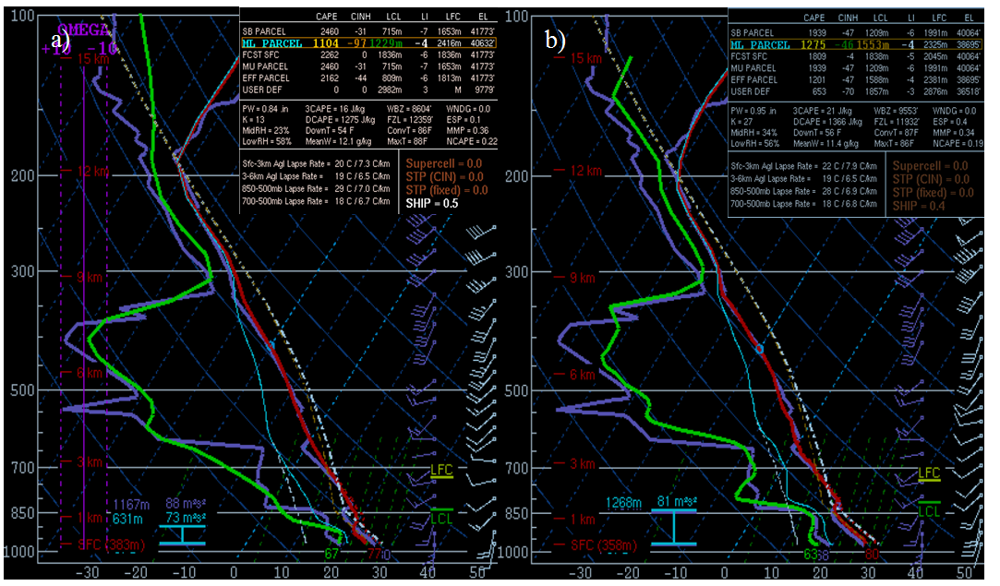 a)
OMEGA
+10 -10
100
200
300
500
700
850
1000
15 km
12 km
9 km
6 km
3 km
1 km
SFC (383m)
CAPE CINH LCL LI LFC EL
SB PARCEL 2460 -31 715m -7 1653m 41773'
ML PARCEL 1104 -97 1229m -4 2416m 40632'
FCST SFC 2262 0 1836m -6 1836m 41773'
MU PARCEL 2460 -31 715m -7 1653m 41773'
EFF PARCEL 2162 -44 809m -6 1813m 41773'
USER DEF 0 0 2982m 3 M 9779'
PW = 0.84 .in 3CAPE = 16 J/kg WBZ = 8604' WNDG = 0.0
K = 13 DCAPE = 1275 J/kg FZL = 12359' ESP = 0.1
MidRH = 23% DownT = 54 F ConvT = 86F MMP = 0.36
LowRH = 58% MeanW = 12.1 g/kg MaxT = 88F NCAPE = 0.22
Sfc-3km Agl Lapse Rate = 20 C / 7.3 C/km
3-6km Agl Lapse Rate = 19 C / 6.5 C/km
850-500mb Lapse Rate = 29 C / 7.0 C/km
700-500mb Lapse Rate = 18 C / 6.7 C/km
Supercell = 0.0
STP (CIN) = 0.0
STP (fixed) = 0.0
SHIP = 0.5
LFC
LCL
1167m 88 m²s²
631m 73 m²s²
67 77
-30 -20 -10 0 10 20 30 40 50
b)
100
200
300
500
700
850
1000
15 km
12 km
9 km
6 km
3 km
1 km
SFC (358m)
CAPE CINH LCL LI LFC EL
SB PARCEL 1939 -47 1209m -6 1991m 40064'
ML PARCEL 1275 -46 1553m -4 2325m 38695'
FCST SFC 1809 -4 1838m -5 2045m 40064'
MU PARCEL 1939 -47 1209m -6 1991m 40064'
EFF PARCEL 1201 -47 1588m -4 2381m 38695'
USER DEF 653 -70 1857m -3 2876m 36518'
PW = 0.95 .in 3CAPE = 21 J/kg WBZ = 9553' WNDG = 0.0
K = 27 DCAPE = 1366 J/kg FZL = 11932' ESP = 0.4
MidRH = 34% DownT = 56 F ConvT = 87F MMP = 0.34
LowRH = 56% MeanW = 11.4 g/kg MaxT = 86F NCAPE = 0.19
Sfc-3km Agl Lapse Rate = 22 C / 7.9 C/km
3-6km Agl Lapse Rate = 19 C / 6.5 C/km
850-500mb Lapse Rate = 28 C / 6.9 C/km
700-500mb Lapse Rate = 18 C / 6.8 C/km
Supercell = 0.0
STP (CIN) = 0.0
STP (fixed) = 0.0
SHIP = 0.4
LFC
LCL
1268m 81 m²s²
63 80
-30 -20 -10 0 10 20 30 40 50